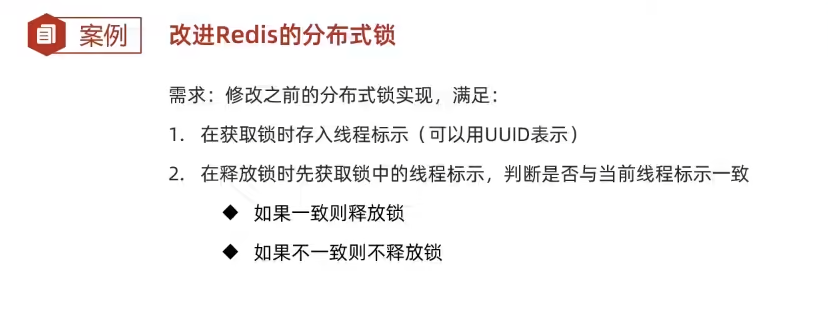 案例 改进Redis的分布式锁
需求：修改之前的分布式锁实现，满足：
1. 在获取锁时存入线程标示（可以用UUID表示）
2. 在释放锁时先获取锁中的线程标示，判断是否与当前线程标示一致
◆ 如果一致则释放锁
◆ 如果不一致则不释放锁